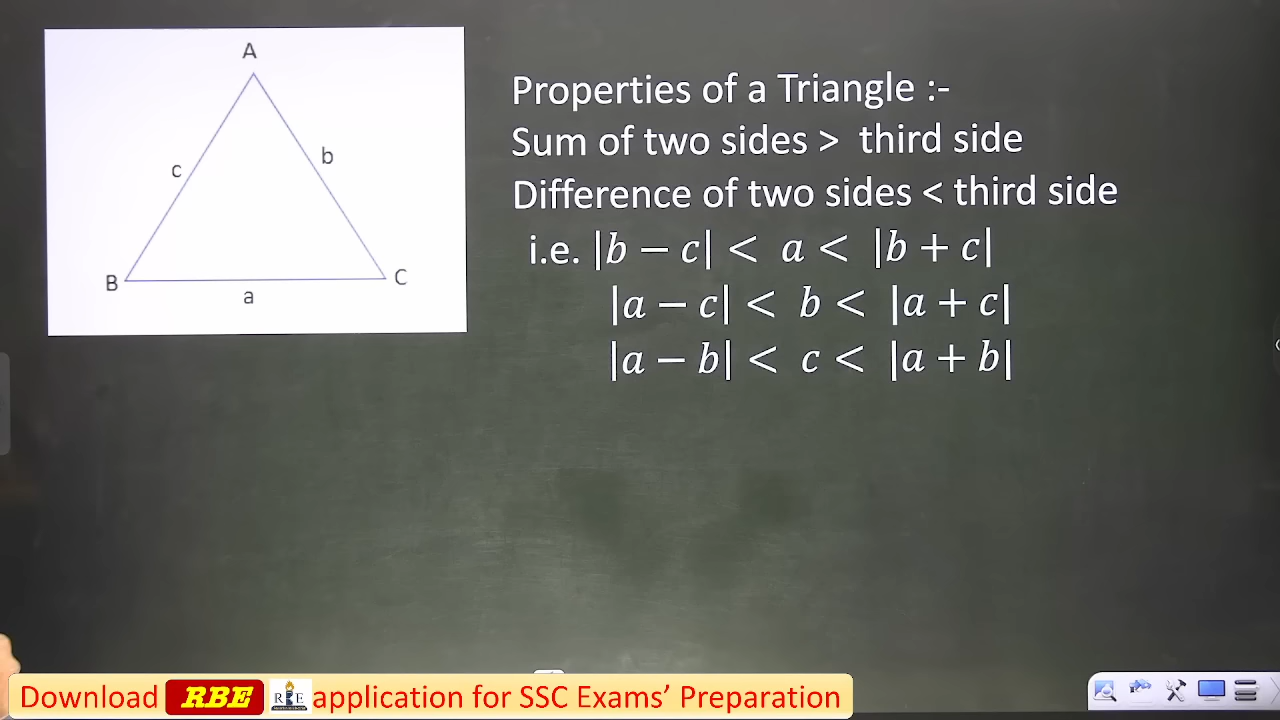 A
c
b
B
C
a
Properties of a Triangle :-
Sum of two sides > third side
Difference of two sides < third side
i.e. |b − c| < a < |b + c|
|a − c| < b < |a + c|
|a − b| < c < |a + b|
Download RBE RBE application for SSC Exams’ Preparation